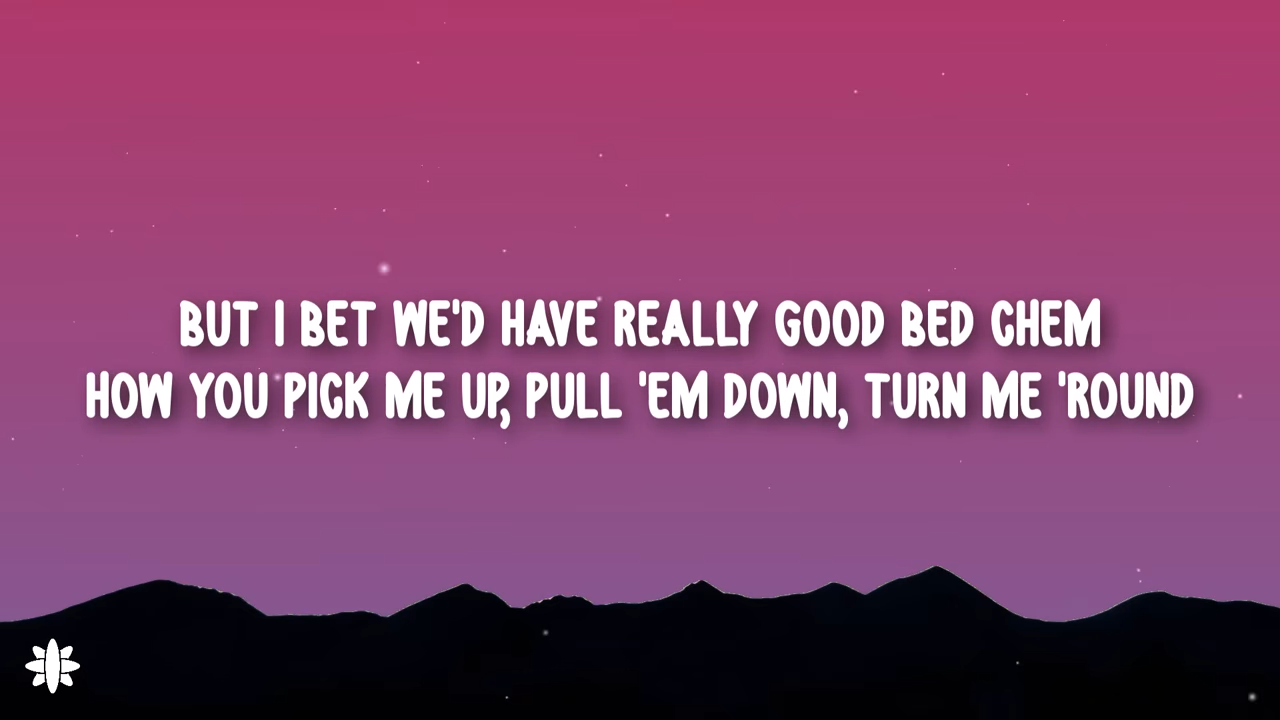 BUT I BET WE'D HAVE REALLY GOOD BED CHEM
HOW YOU PICK ME UP, PULL 'EM DOWN, TURN ME 'ROUND